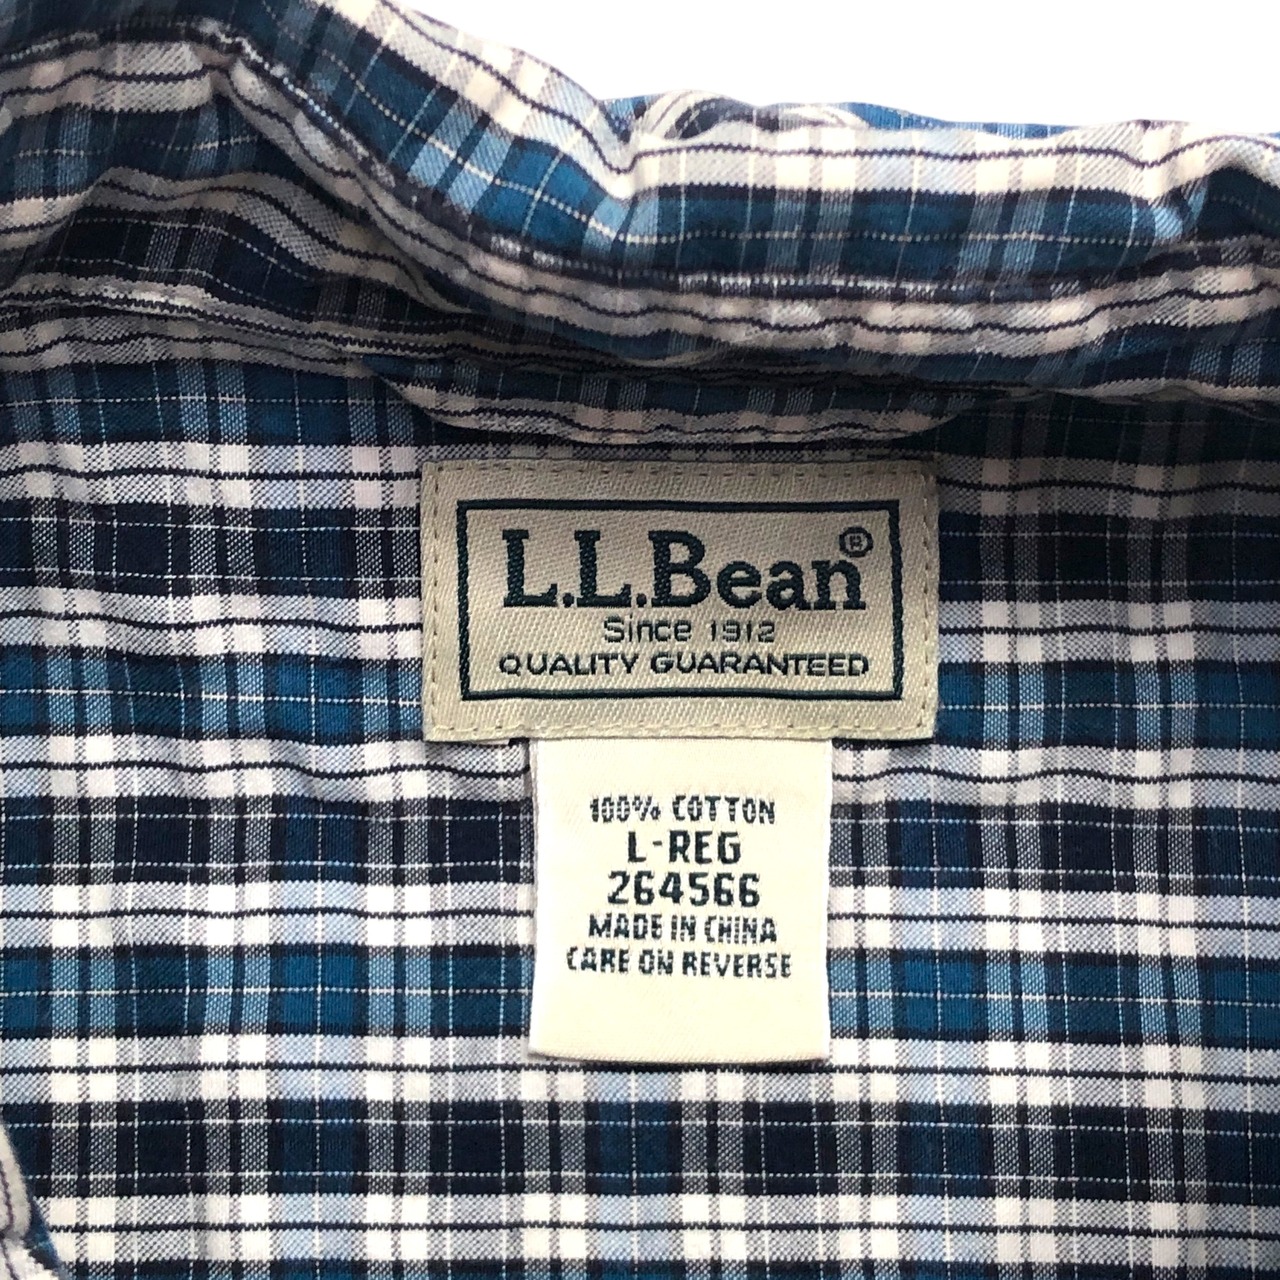 L.L.Bean®
Since 1912
QUALITY GUARANTEED
100% COTTON
L-REG
264566
MADE IN CHINA
CARE ON REVERSE